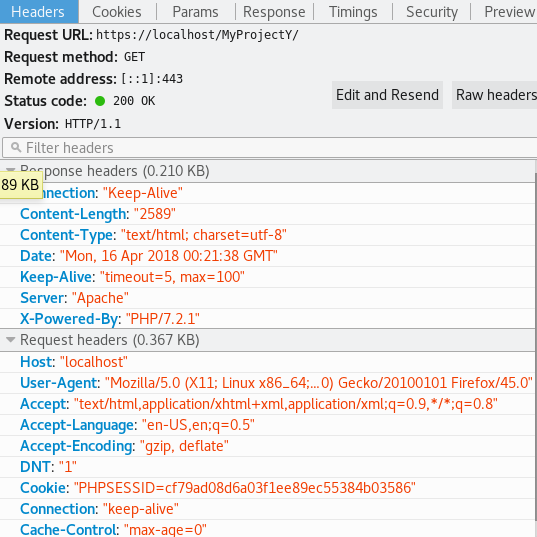 Headers Cookies Params Response Timings Security Preview
Request URL: https://localhost/MyProjectY/
Request method: GET
Remote address: [::1]:443
Status code: 200 OK
Edit and Resend Raw headers
Version: HTTP/1.1
Filter headers
Response headers (0.210 KB)
89 KB
nnection: "Keep-Alive"
Content-Length: "2589"
Content-Type: "text/html; charset=utf-8"
Date: "Mon, 16 Apr 2018 00:21:38 GMT"
Keep-Alive: "timeout=5, max=100"
Server: "Apache"
X-Powered-By: "PHP/7.2.1"
Request headers (0.367 KB)
Host: "localhost"
User-Agent: "Mozilla/5.0 (X11; Linux x86_64;...0) Gecko/20100101 Firefox/45.0"
Accept: "text/html,application/xhtml+xml,application/xml;q=0.9,*/*;q=0.8"
Accept-Language: "en-US,en;q=0.5"
Accept-Encoding: "gzip, deflate"
DNT: "1"
Cookie: "PHPSESSID=cf79ad08d6a03f1ee89ec55384b03586"
Connection: "keep-alive"
Cache-Control: "max-age=0"